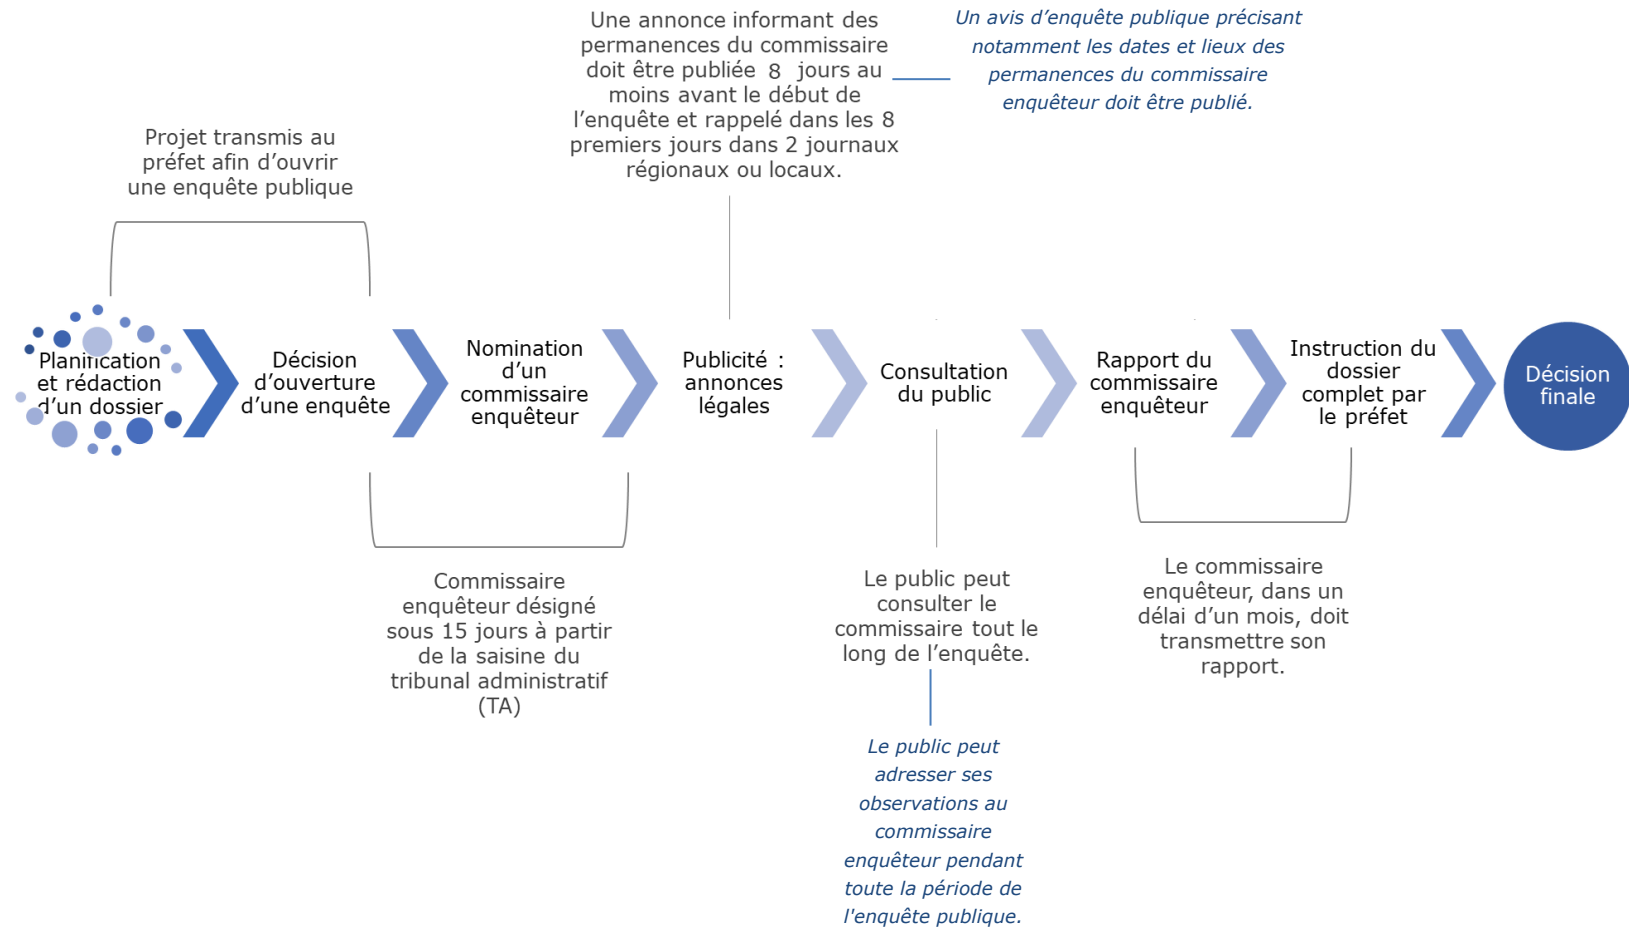 Une annonce informant des
permanences du commissaire
doit être publiée 8 jours au
moins avant le début de
l’enquête et rappelé dans les 8
premiers jours dans 2 journaux
régionaux ou locaux.
Un avis d’enquête publique précisant
notamment les dates et lieux des
permanences du commissaire
enquêteur doit être publié.
Projet transmis au
préfet afin d’ouvrir
une enquête publique
Planification
et rédaction
d’un dossier
Décision
d’ouverture
d’une enquête
Nomination
d’un
commissaire
enquêteur
Publicité :
annonces
légales
Consultation
du public
Rapport du
commissaire
enquêteur
Instruction du
dossier
complet par
le préfet
Décision
finale
Commissaire
enquêteur désigné
sous 15 jours à partir
de la saisine du
tribunal administratif
(TA)
Le public peut
consulter le
commissaire tout le
long de l’enquête.
Le commissaire
enquêteur, dans un
délai d’un mois, doit
transmettre son
rapport.
Le public peut
adresser ses
observations au
commissaire
enquêteur pendant
toute la période de
l'enquête publique.